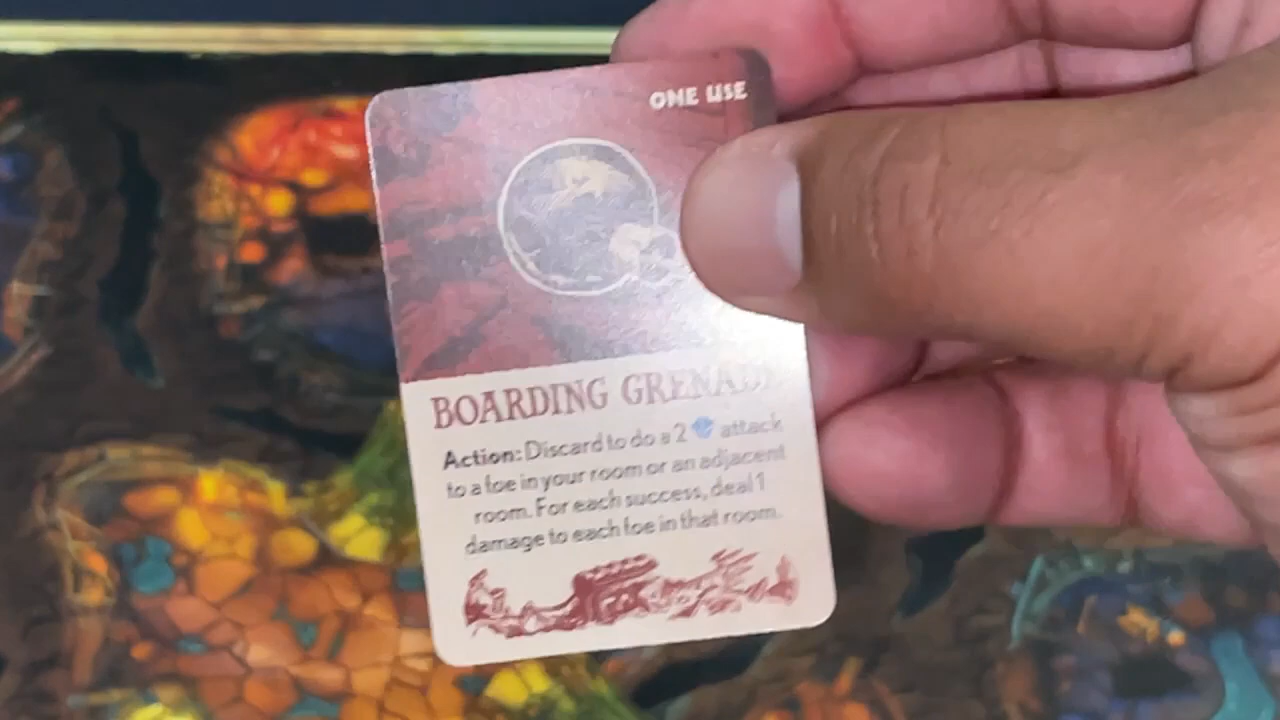 ONE USE
BOARDING GRENADE
Action: Discard to do a 2 attack
to a foe in your room or an adjacent
room. For each success, deal 1
damage to each foe in that room.